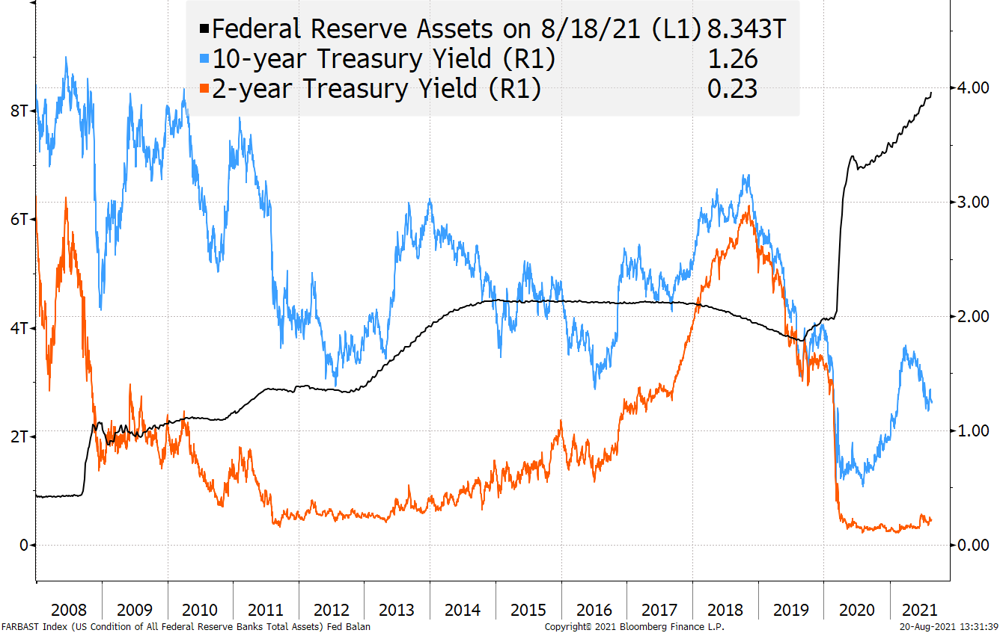 Federal Reserve Assets on 8/18/21 (L1) 8.343T
10-year Treasury Yield (R1) 1.26
2-year Treasury Yield (R1) 0.23
8T
6T
4T
2T
0
4.00
3.00
2.00
1.00
0.00
2008 2009 2010 2011 2012 2013 2014 2015 2016 2017 2018 2019 2020 2021
FARBAST Index (US Condition of All Federal Reserve Banks Total Assets) Fed Balan Copyright© 2021 Bloomberg Finance L.P. 20-Aug-2021 13:31:39